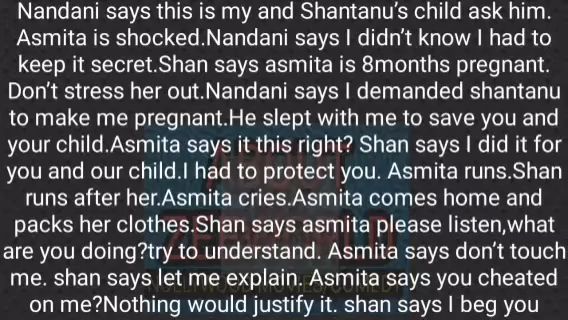 Nandani says this is my and Shantanu’s child ask him.
Asmita is shocked.Nandani says I didn’t know I had to
keep it secret.Shan says asmita is 8months pregnant.
Don’t stress her out.Nandani says I demanded shantanu
to make me pregnant.He slept with me to save you and
your child.Asmita says it this right? Shan says I did it for
you and our child.I had to protect you. Asmita runs.Shan
runs after her.Asmita cries.Asmita comes home and
packs her clothes.Shan says asmita please listen,what
are you doing?try to understand. Asmita says don’t touch
me. shan says let me explain. Asmita says you cheated
on me?Nothing would justify it. shan says I beg you